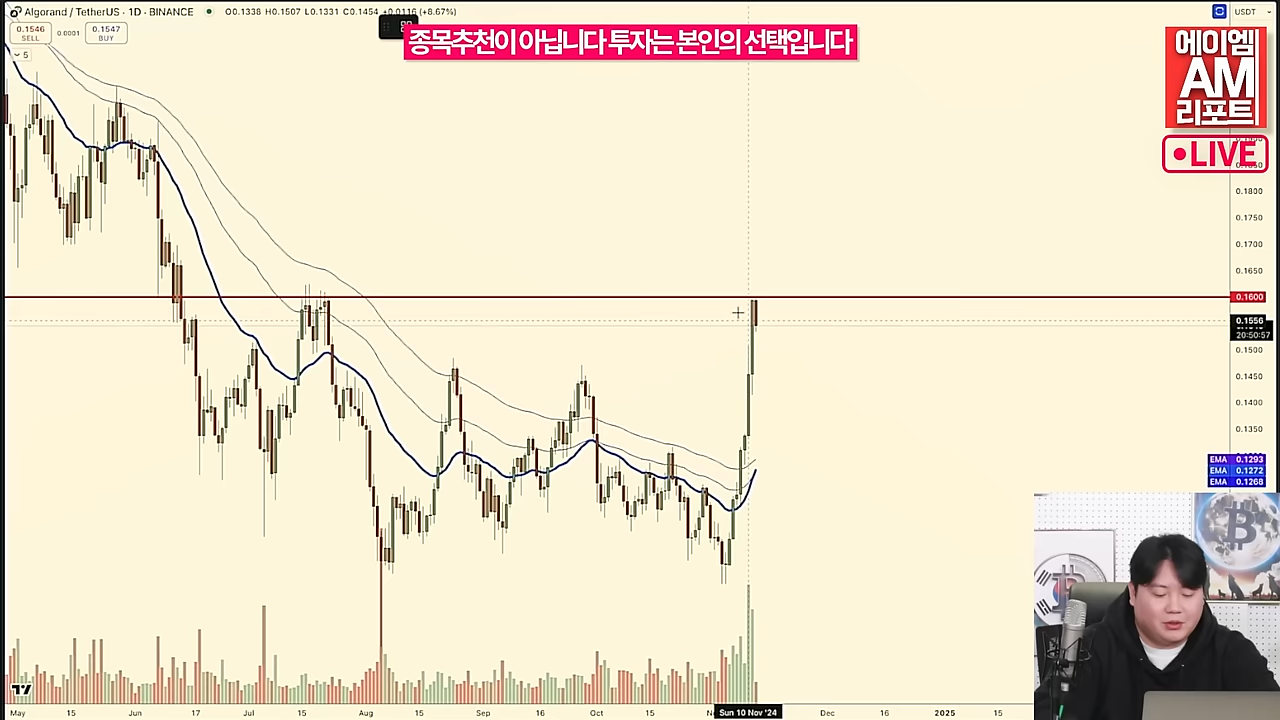 Algorand / TetherUS · 1D · BINANCE
O0.1338 H0.1507 L0.1331 C0.1454 +0.0116 (+8.67%)
USDT
0.1546
SELL
0.0001
0.1547
BUY
5
종목추천이 아닙니다 투자는 본인의 선택입니다
에이엠
AM
리포트
LIVE
0.1800
0.1750
0.1700
0.1650
0.1600
0.1556
20:50:57
0.1500
0.1450
0.1400
0.1350
EMA 0.1293
EMA 0.1272
EMA 0.1268
May 15 Jun 17 Jul 15 Aug 15 Sep 16 Oct 15 Sun 10 Nov '24 Dec 16 2025 15